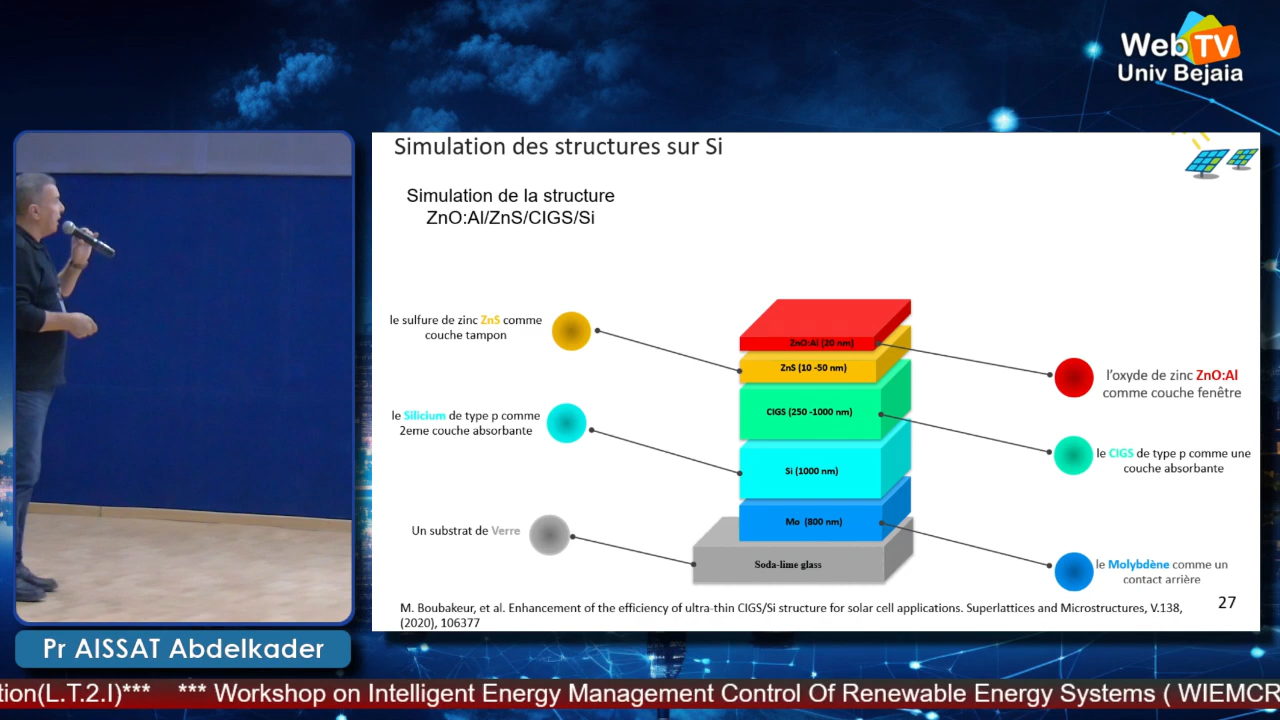 WebTV
Univ Bejaia
Simulation des structures sur Si
Simulation de la structure
ZnO:Al/ZnS/CIGS/Si
le sulfure de zinc ZnS comme
couche tampon
le Silicium de type p comme
2eme couche absorbante
Un substrat de Verre
ZnO:Al (20 nm)
ZnS (10 -50 nm)
CIGS (250 -1000 nm)
Si (1000 nm)
Mo (800 nm)
Soda-lime glass
l'oxyde de zinc ZnO:Al
comme couche fenêtre
le CIGS de type p comme une
couche absorbante
le Molybdène comme un
contact arrière
M. Boubakeur, et al. Enhancement of the efficiency of ultra-thin CIGS/Si structure for solar cell applications. Superlattices and Microstructures, V.138,
(2020), 106377
27
Pr AISSAT Abdelkader
tion(L.T.2.I)*** *** Workshop on Intelligent Energy Management Control Of Renewable Energy Systems ( WIEMCR